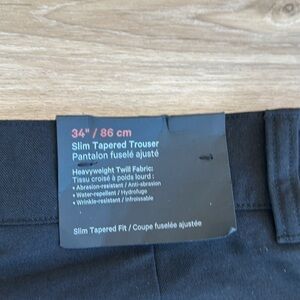 34" / 86 cm
Slim Tapered Trouser
Pantalon fuselé ajusté
Heavyweight Twill Fabric:
Tissu croisé à poids lourd :
• Abrasion-resistant / Anti-abrasion
• Water-repellent / Hydrofuge
• Wrinkle-resistant / infroissable
Slim Tapered Fit / Coupe fuselée ajustée